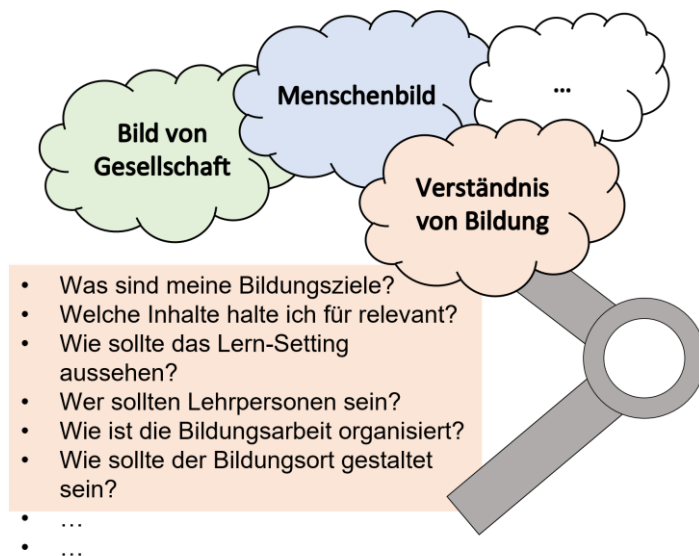 Bild von
Gesellschaft
Menschenbild
...
Verständnis
von Bildung
• Was sind meine Bildungsziele?
• Welche Inhalte halte ich für relevant?
• Wie sollte das Lern-Setting
aussehen?
• Wer sollten Lehrpersonen sein?
• Wie ist die Bildungsarbeit organisiert?
• Wie sollte der Bildungsort gestaltet
sein?
• …
• …